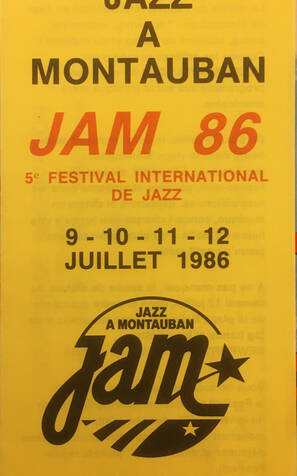 JAZZ
A
MONTAUBAN
JAM 86
5e FESTIVAL INTERNATIONAL
DE JAZZ
9 - 10 - 11 - 12
JUILLET 1986
JAZZ
A MONTAUBAN
jam